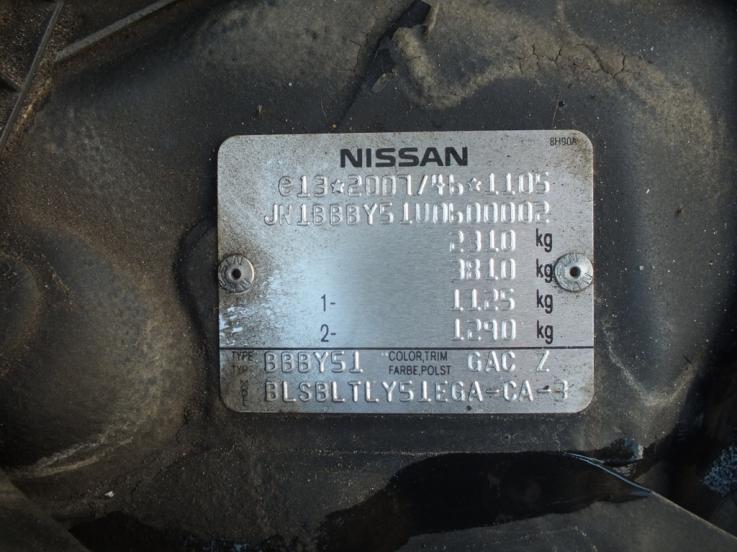 8H90A
NISSAN
e13*2007/46*1105
JN1BBBY51U0600002
2310 kg
3810 kg
1- 1125 kg
2- 1290 kg
TYPE BBBY51 COLOR,TRIM GAC Z
TYP FARBE,POLST
BLSBLTLY51EGA-CA-3